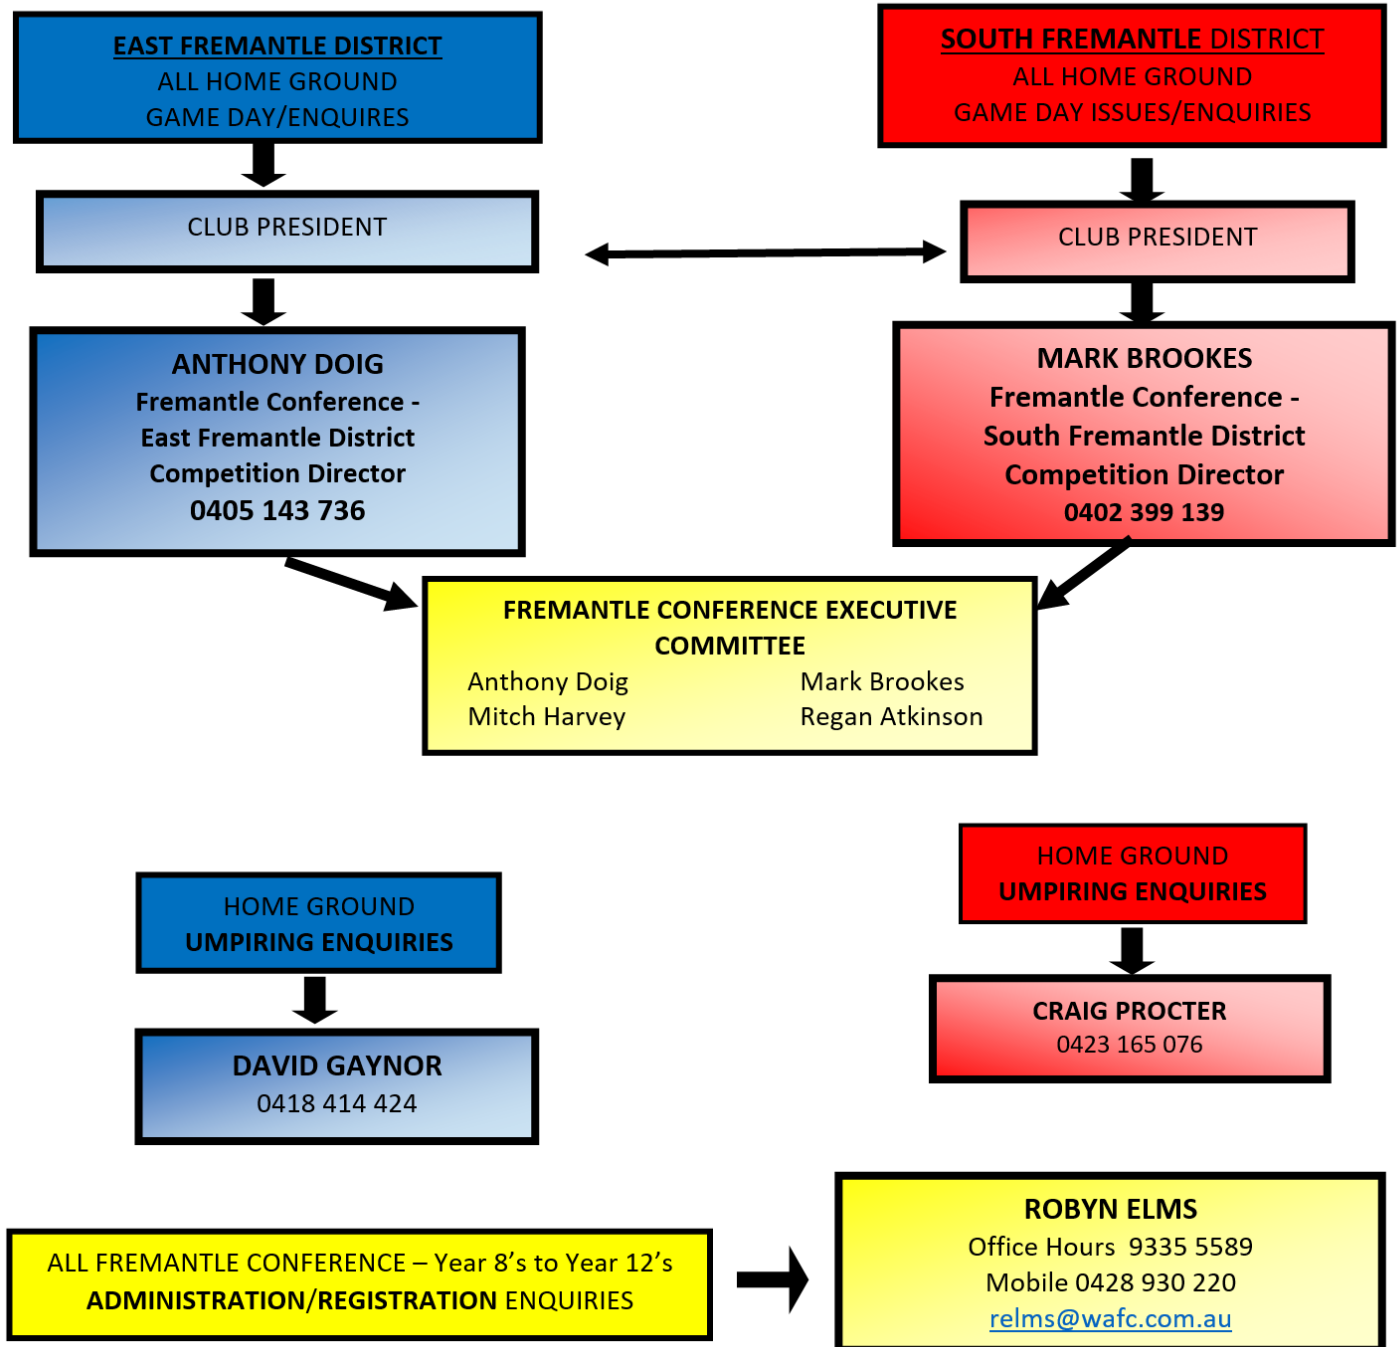 EAST FREMANTLE DISTRICT
ALL HOME GROUND
GAME DAY/ENQUIRES
SOUTH FREMANTLE DISTRICT
ALL HOME GROUND
GAME DAY ISSUES/ENQUIRIES
CLUB PRESIDENT
CLUB PRESIDENT
ANTHONY DOIG
Fremantle Conference -
East Fremantle District
Competition Director
0405 143 736
MARK BROOKES
Fremantle Conference -
South Fremantle District
Competition Director
0402 399 139
FREMANTLE CONFERENCE EXECUTIVE
COMMITTEE
Anthony Doig Mark Brookes
Mitch Harvey Regan Atkinson
HOME GROUND
UMPIRING ENQUIRIES
DAVID GAYNOR
0418 414 424
HOME GROUND
UMPIRING ENQUIRIES
CRAIG PROCTER
0423 165 076
ALL FREMANTLE CONFERENCE – Year 8’s to Year 12’s
ADMINISTRATION/REGISTRATION ENQUIRIES
ROBYN ELMS
Office Hours 9335 5589
Mobile 0428 930 220
relms@wafc.com.au